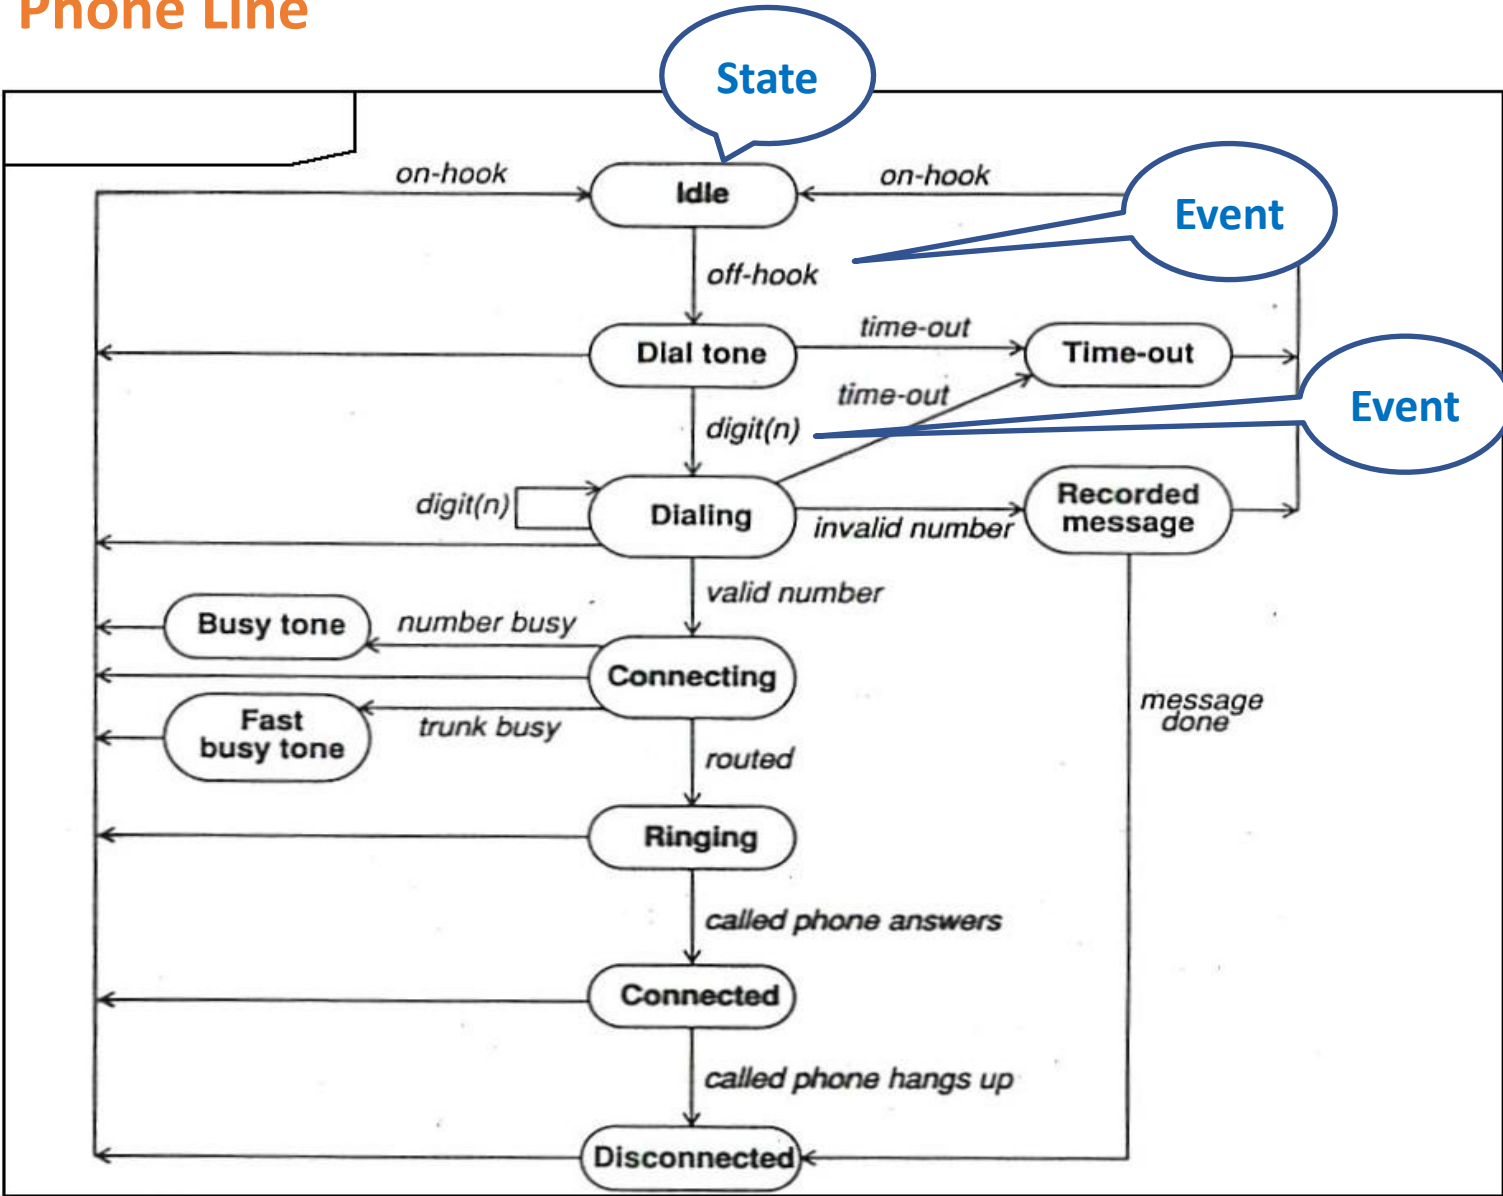 Phone Line
State
on-hook
Idle
on-hook
Event
off-hook
Dial tone
time-out
Time-out
time-out
Event
digit(n)
digit(n)
Dialing
invalid number
Recorded
message
valid number
Busy tone
number busy
Connecting
Fast
busy tone
trunk busy
message
done
routed
Ringing
called phone answers
Connected
called phone hangs up
Disconnected